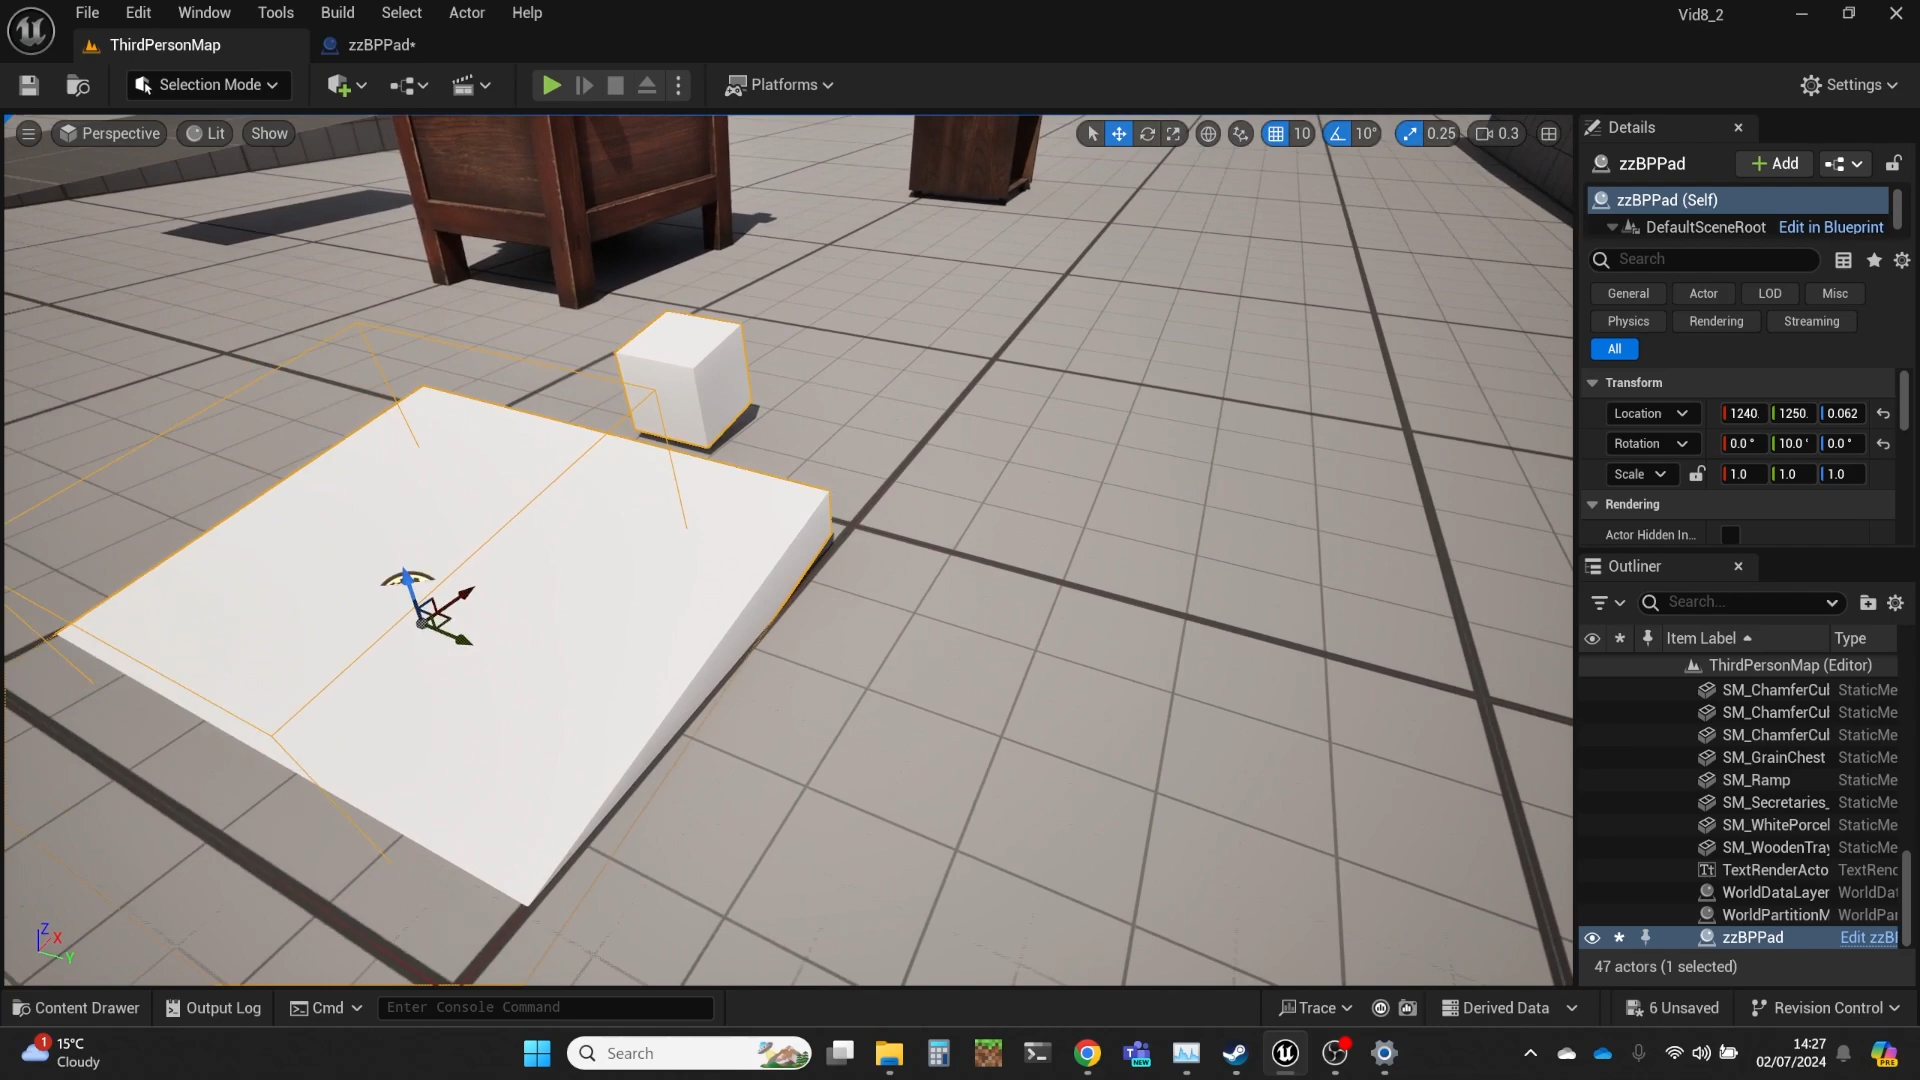 File Edit Window Tools Build Select Actor Help
Vid8_2
ThirdPersonMap
zzBPPad*
Selection Mode
Platforms
Settings
Perspective
Lit
Show
10
10°
0.25
0.3
Details
zzBPPad
+ Add
zzBPPad (Self)
DefaultSceneRoot Edit in Blueprint
Search
General Actor LOD Misc
Physics Rendering Streaming
All
Transform
Location 1240. 1250. 0.062
Rotation 0.0 ° 10.0 ° 0.0 °
Scale 1.0 1.0 1.0
Rendering
Actor Hidden In...
Outliner
Search...
Item Label Type
ThirdPersonMap (Editor)
SM_ChamferCul StaticMe
SM_ChamferCul StaticMe
SM_ChamferCul StaticMe
SM_GrainChest StaticMe
SM_Ramp StaticMe
SM_Secretaries_ StaticMe
SM_WhitePorcel StaticMe
SM_WoodenTray StaticMe
Tt TextRenderActo TextRend
WorldDataLayer WorldDat
WorldPartitionM WorldPar
zzBPPad Edit zzBF
47 actors (1 selected)
Z X
Y
Content Drawer
Output Log
Cmd
Enter Console Command
Trace
Derived Data
6 Unsaved
Revision Control
1
15°C
Cloudy
Search
NEW
14:27
02/07/2024
PRE